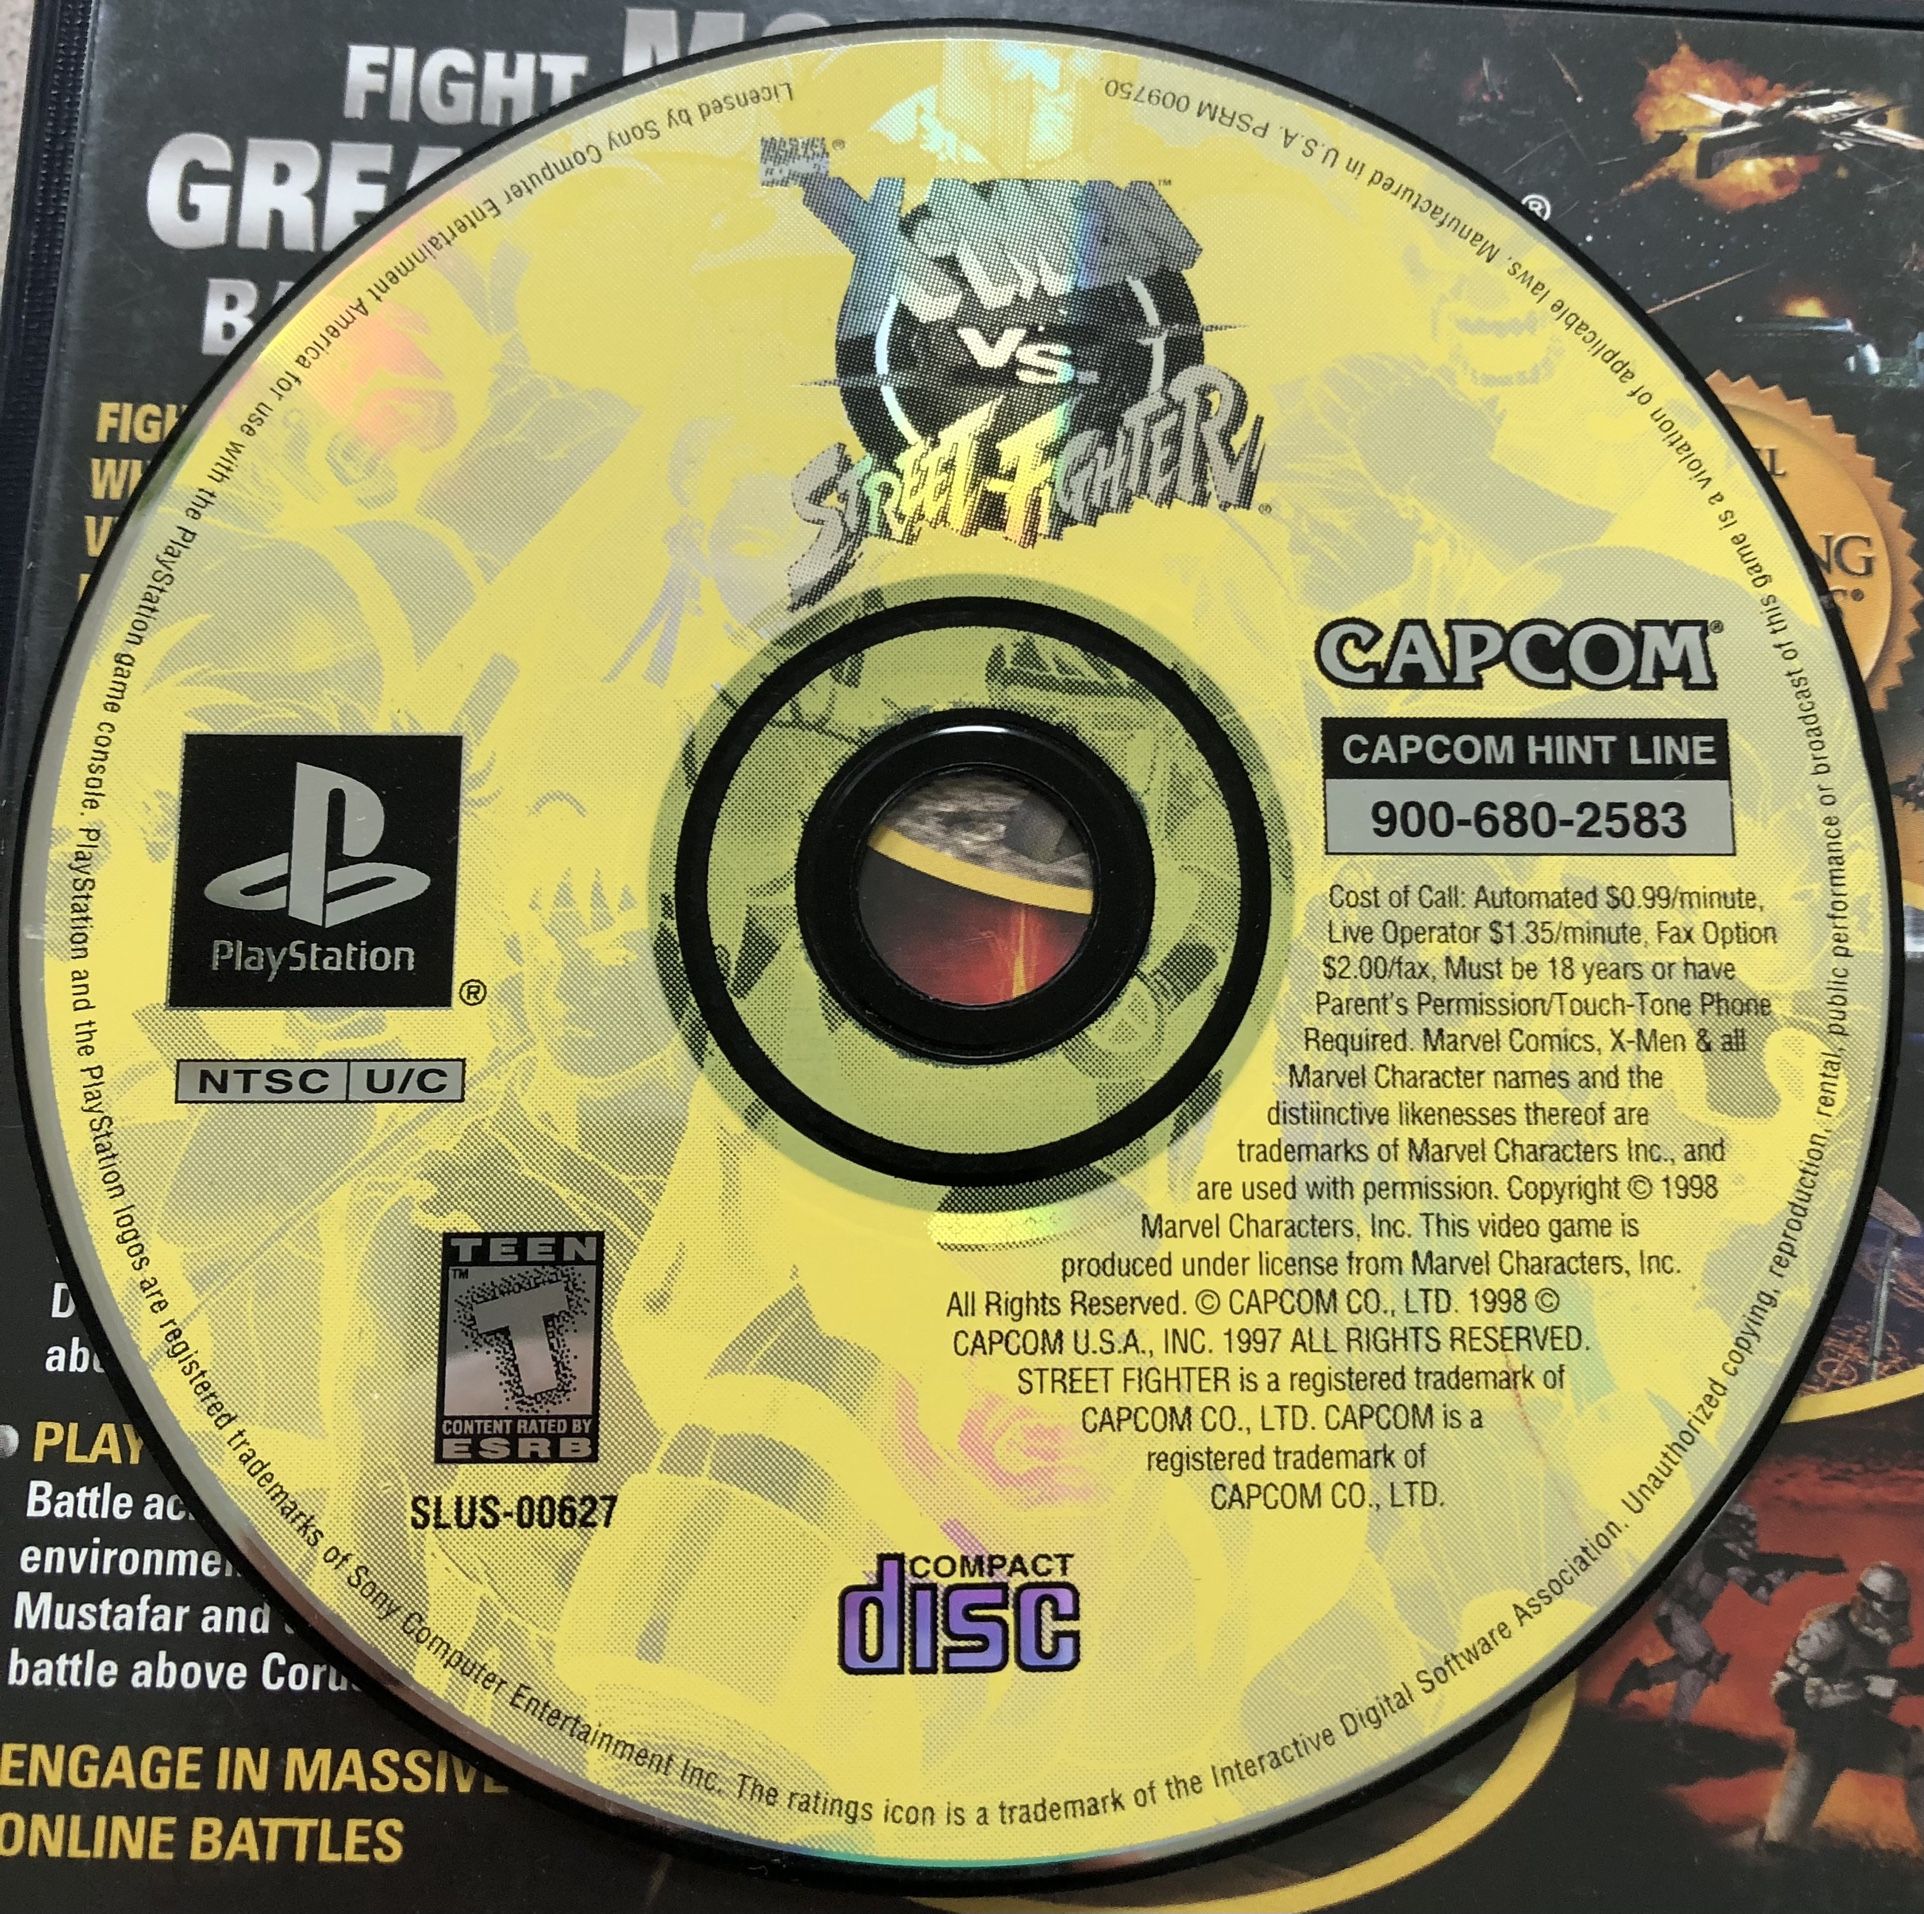 FIGHT
GREA
FIGH
MARVEL ®
X-MEN ™
VS.
STREET FIGHTER ®
®
NG
CAPCOM ®
CAPCOM HINT LINE
900-680-2583
Cost of Call: Automated $0.99/minute,
Live Operator $1.35/minute, Fax Option
$2.00/fax, Must be 18 years or have
Parent's Permission/Touch-Tone Phone
Required. Marvel Comics, X-Men & all
Marvel Character names and the
distiinctive likenesses thereof are
trademarks of Marvel Characters Inc., and
are used with permission. Copyright © 1998
Marvel Characters, Inc. This video game is
produced under license from Marvel Characters, Inc.
All Rights Reserved. © CAPCOM CO., LTD. 1998 ©
CAPCOM U.S.A., INC. 1997 ALL RIGHTS RESERVED.
STREET FIGHTER is a registered trademark of
CAPCOM CO., LTD. CAPCOM is a
registered trademark of
CAPCOM CO., LTD.
PlayStation ®
NTSC U/C
TEEN
™
T
CONTENT RATED BY
ESRB
SLUS-00627
COMPACT
disc
Licensed by Sony Computer Entertainment America for use with the PlayStation game console. PlayStation and the PlayStation logos are registered trademarks of Sony Computer Entertainment Inc. The ratings icon is a trademark of the Interactive Digital Software Association. Unauthorized copying, reproduction, rental, public performance or broadcast of this game is a violation of applicable laws. Manufactured in U.S.A. PSRM 009750.
PLAY
Battle ac
environme
Mustafar and
battle above Coru
ENGAGE IN MASSIVE
ONLINE BATTLES